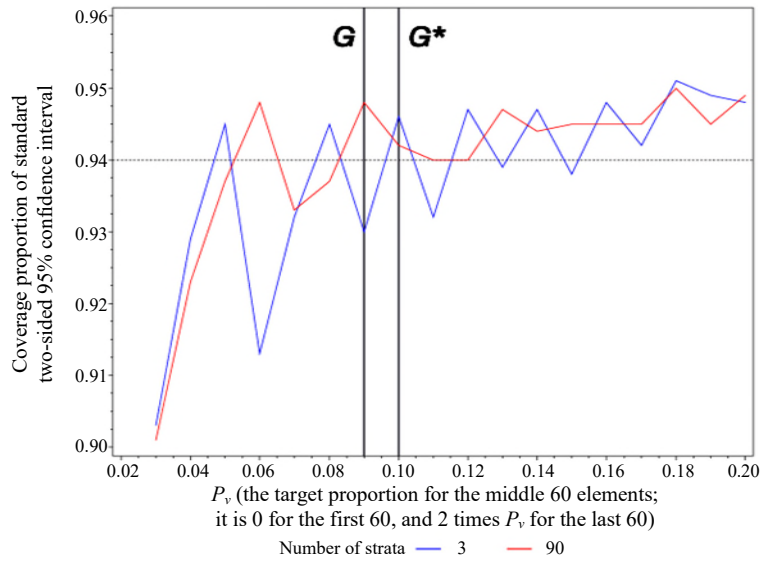 Coverage proportion of standard
two-sided 95% confidence interval
0.96
0.95
0.94
0.93
0.92
0.91
0.90
G G*
0.02 0.04 0.06 0.08 0.10 0.12 0.14 0.16 0.18 0.20
Pv (the target proportion for the middle 60 elements;
it is 0 for the first 60, and 2 times Pv for the last 60)
Number of strata 3 90